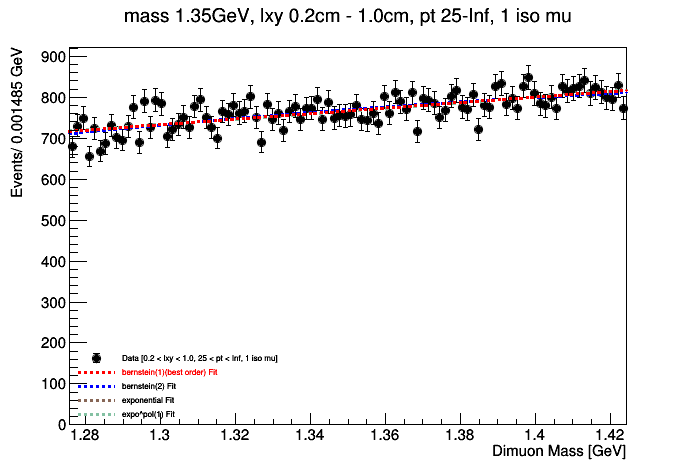 mass 1.35GeV, lxy 0.2cm - 1.0cm, pt 25-Inf, 1 iso mu
Events/ 0.001485 GeV
900
800
700
600
500
400
300
200
100
0
Data [0.2 < lxy < 1.0, 25 < pt < Inf, 1 iso mu]
bernstein(1)(best order) Fit
bernstein(2) Fit
exponential Fit
expo*pol(1) Fit
1.28 1.3 1.32 1.34 1.36 1.38 1.4 1.42
Dimuon Mass [GeV]